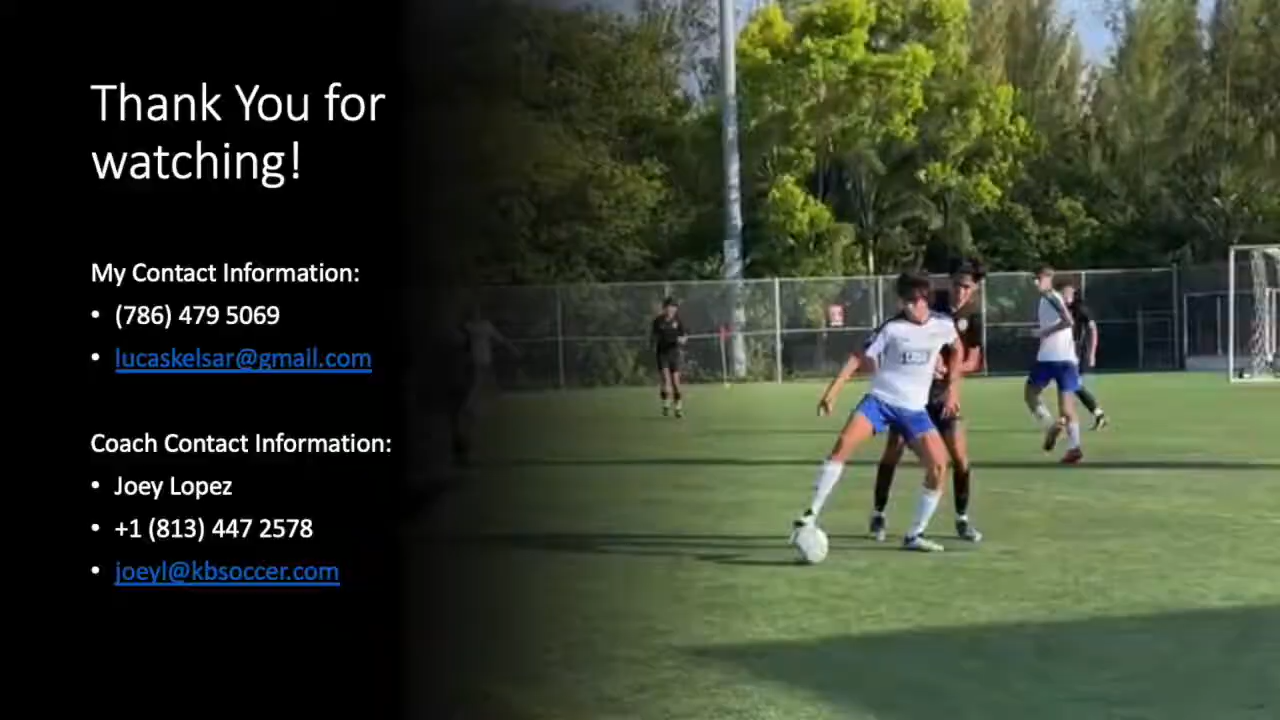 Thank You for
watching!
My Contact Information:
• (786) 479 5069
• lucaskelsar@gmail.com
Coach Contact Information:
• Joey Lopez
• +1 (813) 447 2578
• joeyl@kbsoccer.com